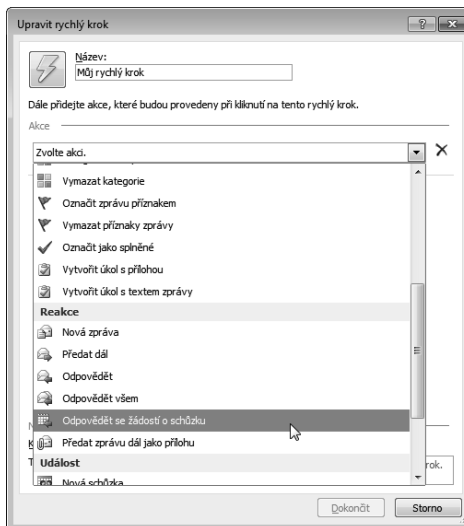 Upravit rychlý krok
Název:
Můj rychlý krok
Dále přidejte akce, které budou provedeny při kliknutí na tento rychlý krok.
Akce
Zvolte akci.
Vymazat kategorie
Označit zprávu příznakem
Vymazat příznaky zprávy
Označit jako splněné
Vytvořit úkol s přílohou
Vytvořit úkol s textem zprávy
Reakce
Nová zpráva
Předat dál
Odpovědět
Odpovědět všem
Odpovědět se žádostí o schůzku
Předat zprávu dál jako přílohu
Událost
rok.
Nová schůzka
Dokončit
Storno